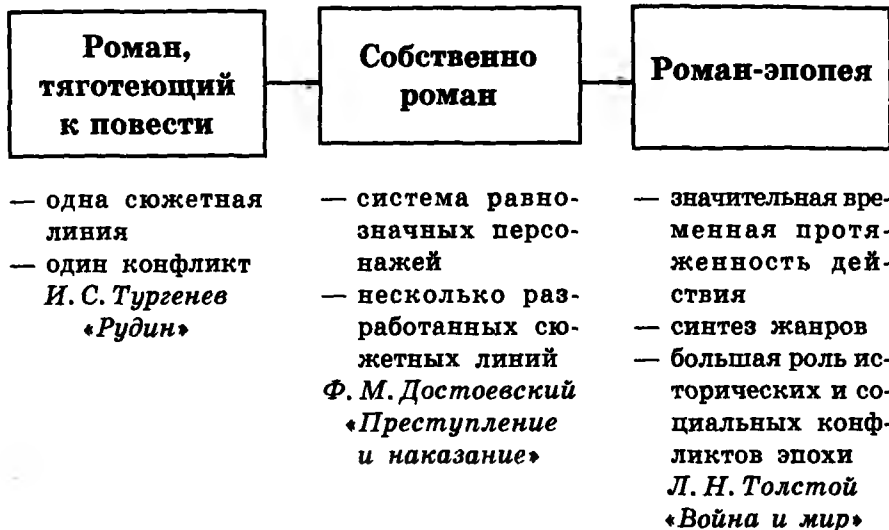 Роман,
тяготеющий
к повести
Собственно
роман
Роман-эпопея
— одна сюжетная
линия
— один конфликт
И. С. Тургенев
«Рудин»
— система равно-
значных персо-
нажей
— несколько раз-
работанных сю-
жетных линий
Ф. М. Достоевский
«Преступление
и наказание»
— значительная вре-
менная протя-
женность дей-
ствия
— синтез жанров
— большая роль ис-
торических и со-
циальных конф-
ликтов эпохи
Л. Н. Толстой
«Война и мир»